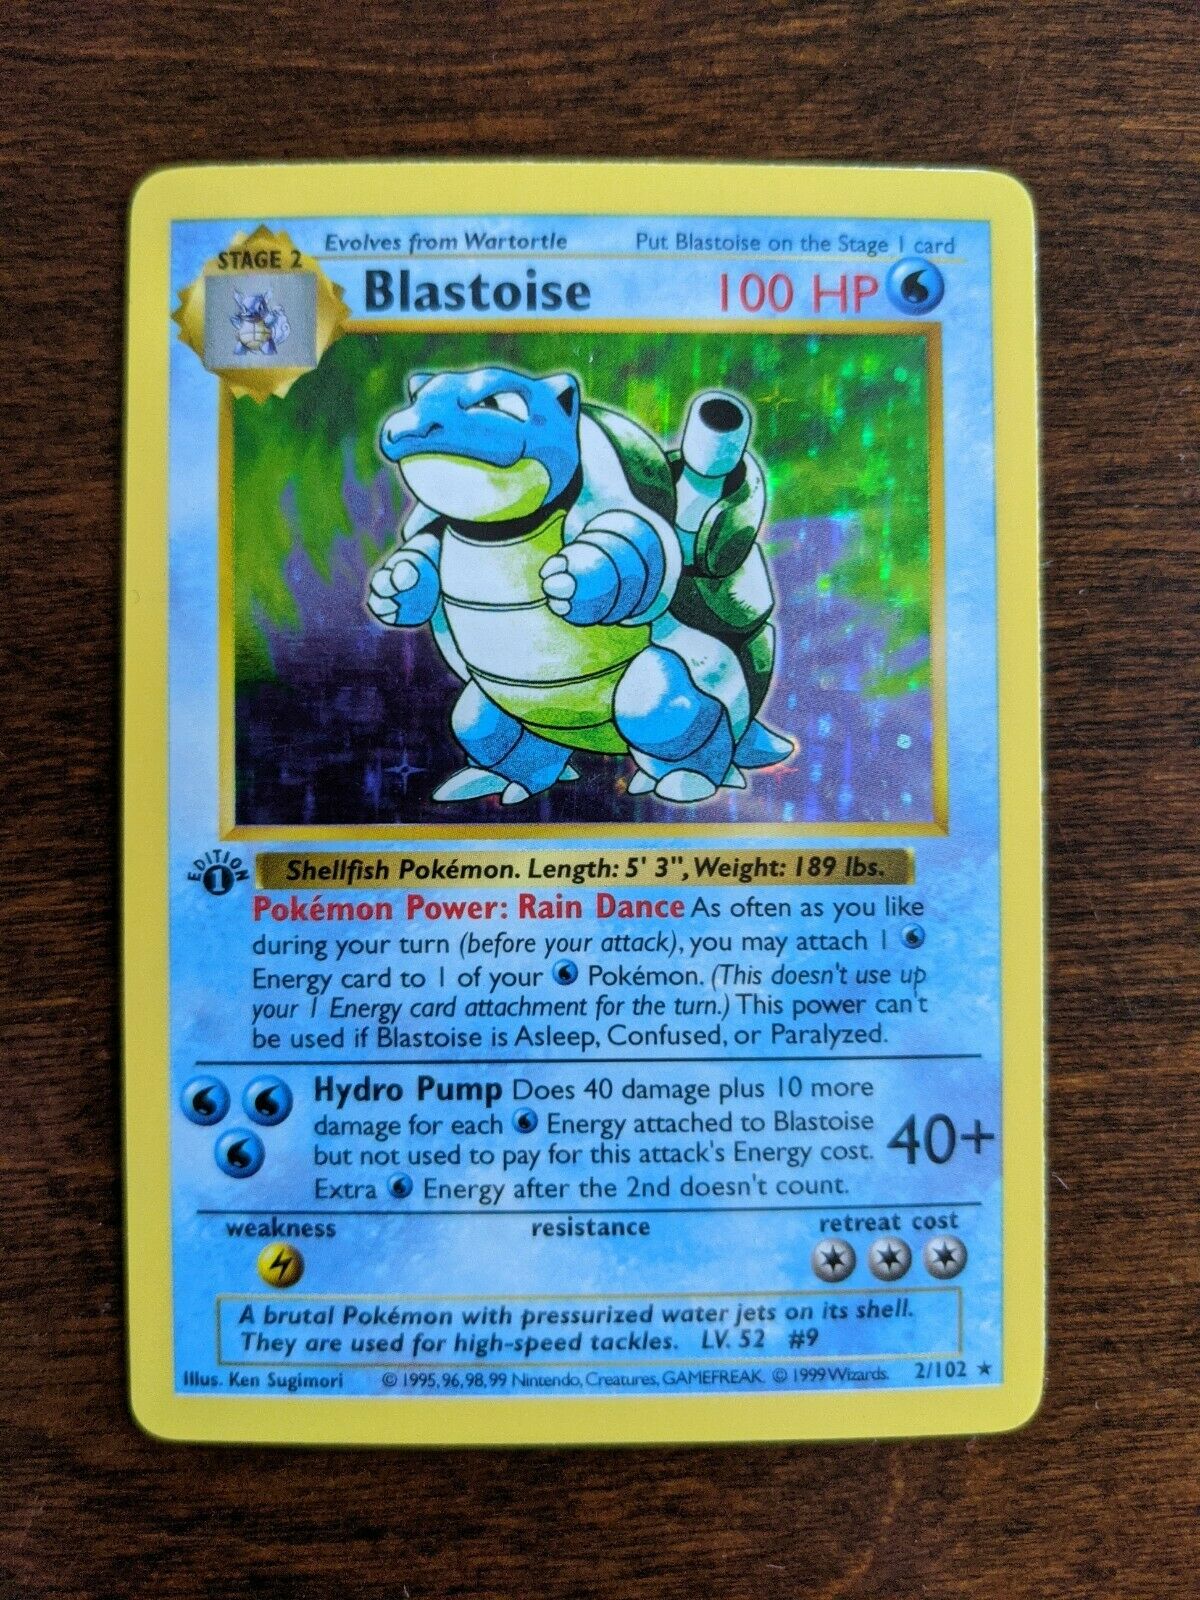 Evolves from Wartortle Put Blastoise on the Stage 1 card
STAGE 2
Blastoise 100 HP
EDITION
1
Shellfish Pokémon. Length: 5' 3", Weight: 189 lbs.
Pokémon Power: Rain Dance As often as you like
during your turn (before your attack), you may attach 1
Energy card to 1 of your Pokémon. (This doesn't use up
your 1 Energy card attachment for the turn.) This power can't
be used if Blastoise is Asleep, Confused, or Paralyzed.
Hydro Pump Does 40 damage plus 10 more
damage for each Energy attached to Blastoise
but not used to pay for this attack's Energy cost.
Extra Energy after the 2nd doesn't count.
40+
weakness resistance retreat cost
A brutal Pokémon with pressurized water jets on its shell.
They are used for high-speed tackles. LV. 52 #9
Illus. Ken Sugimori © 1995, 96, 98, 99 Nintendo, Creatures, GAMEFREAK. © 1999 Wizards. 2/102 ★